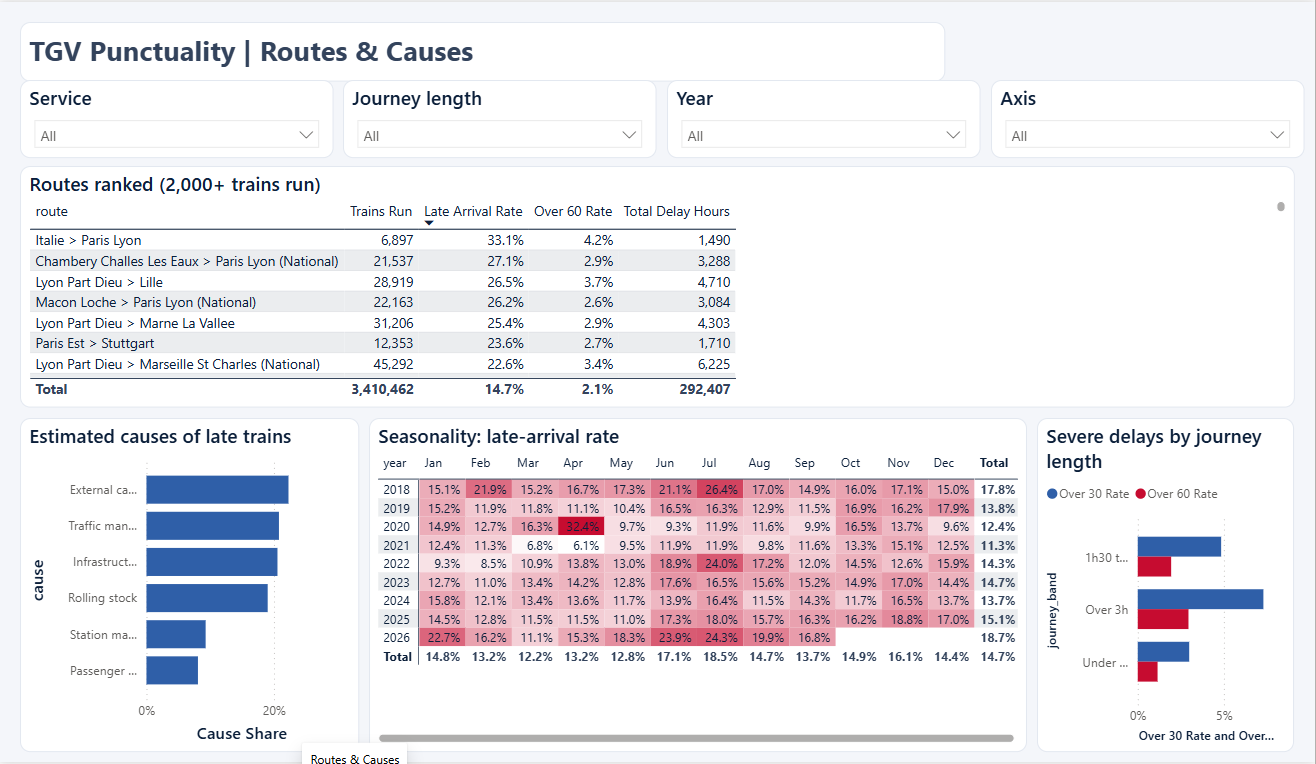 TGV Punctuality | Routes & Causes
Service Journey length Year Axis
All All All All
Routes ranked (2,000+ trains run)
route Trains Run Late Arrival Rate Over 60 Rate Total Delay Hours
Italie > Paris Lyon 6,897 33.1% 4.2% 1,490
Chambery Challes Les Eaux > Paris Lyon (National) 21,537 27.1% 2.9% 3,288
Lyon Part Dieu > Lille 28,919 26.5% 3.7% 4,710
Macon Loche > Paris Lyon (National) 22,163 26.2% 2.6% 3,084
Lyon Part Dieu > Marne La Vallee 31,206 25.4% 2.9% 4,303
Paris Est > Stuttgart 12,353 23.6% 2.7% 1,710
Lyon Part Dieu > Marseille St Charles (National) 45,292 22.6% 3.4% 6,225
Total 3,410,462 14.7% 2.1% 292,407
Estimated causes of late trains
cause
External ca...
Traffic man...
Infrastruct...
Rolling stock
Station ma...
Passenger ...
0% 20%
Cause Share
Seasonality: late-arrival rate
year Jan Feb Mar Apr May Jun Jul Aug Sep Oct Nov Dec Total
2018 15.1% 21.9% 15.2% 16.7% 17.3% 21.1% 26.4% 17.0% 14.9% 16.0% 17.1% 15.0% 17.8%
2019 15.2% 11.9% 11.8% 11.1% 10.4% 16.5% 16.3% 12.9% 11.5% 16.9% 16.2% 17.9% 13.8%
2020 14.9% 12.7% 16.3% 32.4% 9.7% 9.3% 11.9% 11.6% 9.9% 16.5% 13.7% 9.6% 12.4%
2021 12.4% 11.3% 6.8% 6.1% 9.5% 11.9% 11.9% 9.8% 11.6% 13.3% 15.1% 12.5% 11.3%
2022 9.3% 8.5% 10.9% 13.8% 13.0% 18.9% 24.0% 17.2% 12.0% 14.5% 12.6% 15.9% 14.3%
2023 12.7% 11.0% 13.4% 14.2% 12.8% 17.6% 16.5% 15.6% 15.2% 14.9% 17.0% 14.4% 14.7%
2024 15.8% 12.1% 13.4% 13.6% 11.7% 13.9% 16.4% 11.5% 14.3% 11.7% 16.5% 13.7% 13.7%
2025 14.5% 12.8% 11.5% 11.5% 11.0% 17.3% 18.0% 15.7% 16.3% 16.2% 18.8% 17.0% 15.1%
2026 22.7% 16.2% 11.1% 15.3% 18.3% 23.9% 24.3% 19.9% 16.8% 18.7%
Total 14.8% 13.2% 12.2% 13.2% 12.8% 17.1% 18.5% 14.7% 13.7% 14.9% 16.1% 14.4% 14.7%
Severe delays by journey
length
Over 30 Rate Over 60 Rate
journey_band
1h30 t...
Over 3h
Under ...
0% 5%
Over 30 Rate and Over...
Routes & Causes